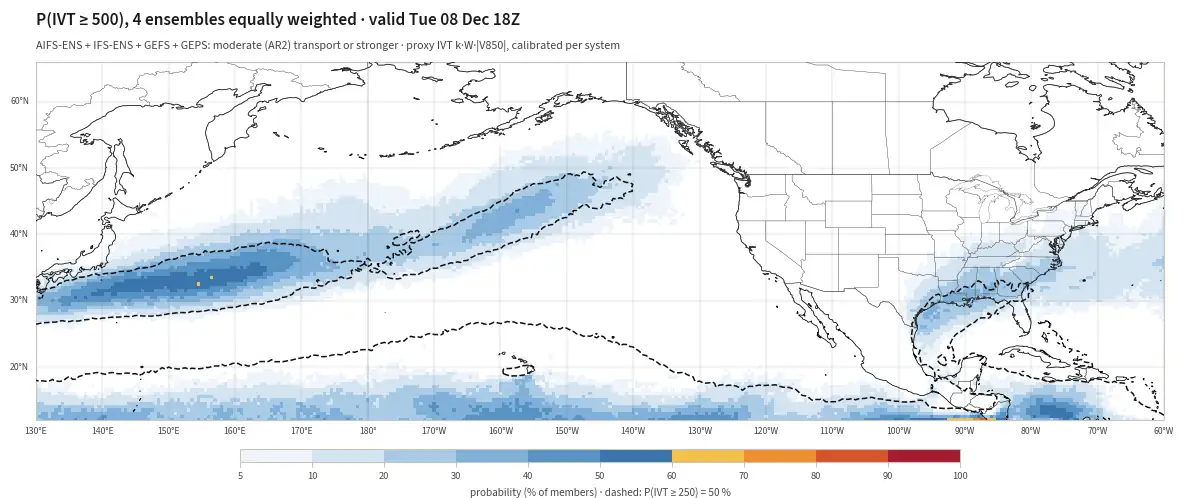 P(IVT ≥ 500), 4 ensembles equally weighted · valid Tue 08 Dec 18Z
AIFS-ENS + IFS-ENS + GEFS + GEPS: moderate (AR2) transport or stronger · proxy IVT k·W·|V850|, calibrated per system
60°N
50°N
40°N
30°N
20°N
130°E 140°E 150°E 160°E 170°E 180° 170°W 160°W 150°W 140°W 130°W 120°W 110°W 100°W 90°W 80°W 70°W 60°W
5 10 20 30 40 50 60 70 80 90 100
probability (% of members) · dashed: P(IVT ≥ 250) = 50 %